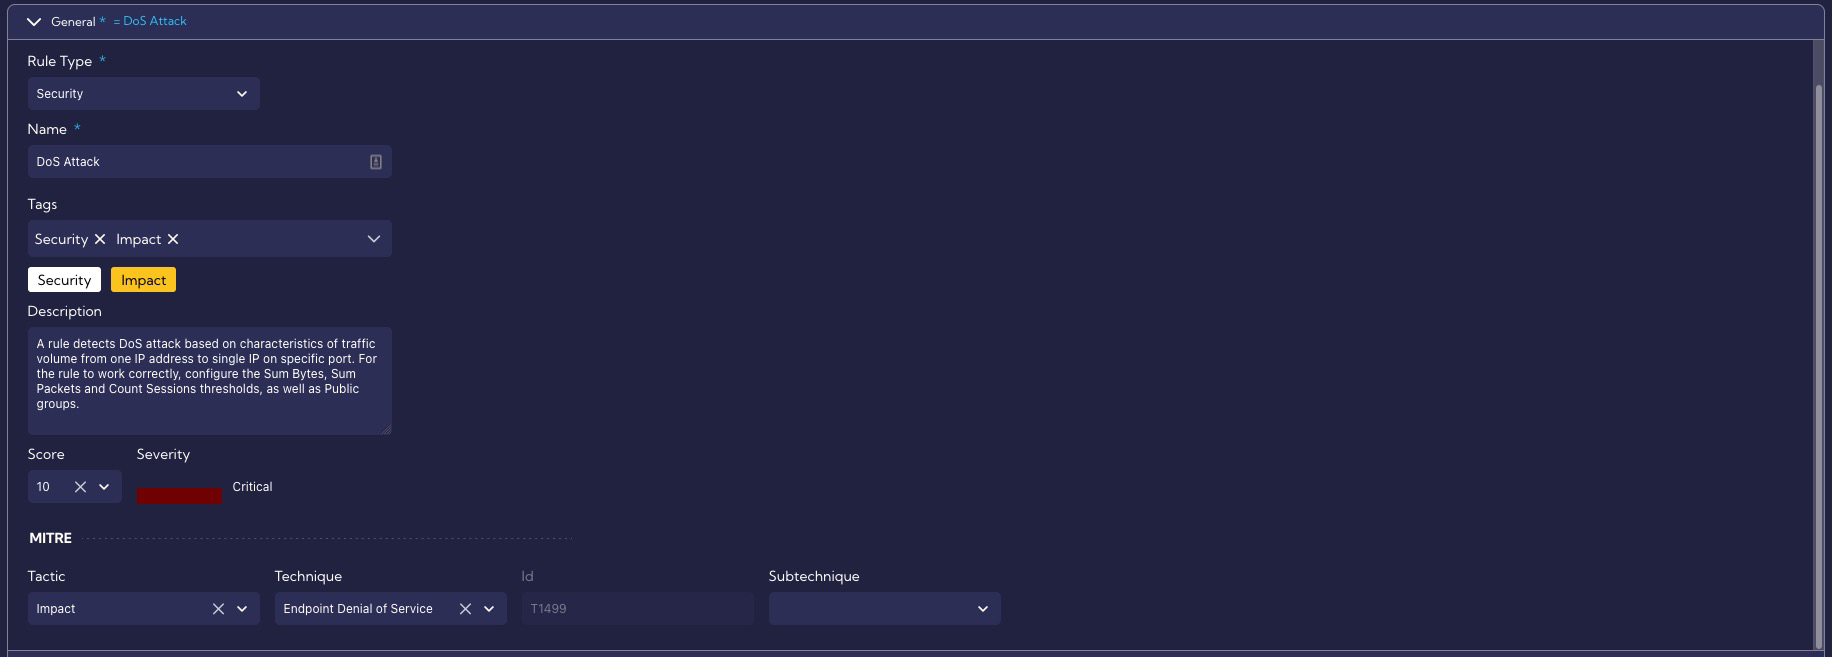 General * = DoS Attack
Rule Type *
Security
Name *
DoS Attack
Tags
Security Impact
Security Impact
Description
A rule detects DoS attack based on characteristics of traffic
volume from one IP address to single IP on specific port. For
the rule to work correctly, configure the Sum Bytes, Sum
Packets and Count Sessions thresholds, as well as Public
groups.
Score Severity
10 Critical
MITRE
Tactic Technique Id Subtechnique
Impact Endpoint Denial of Service T1499